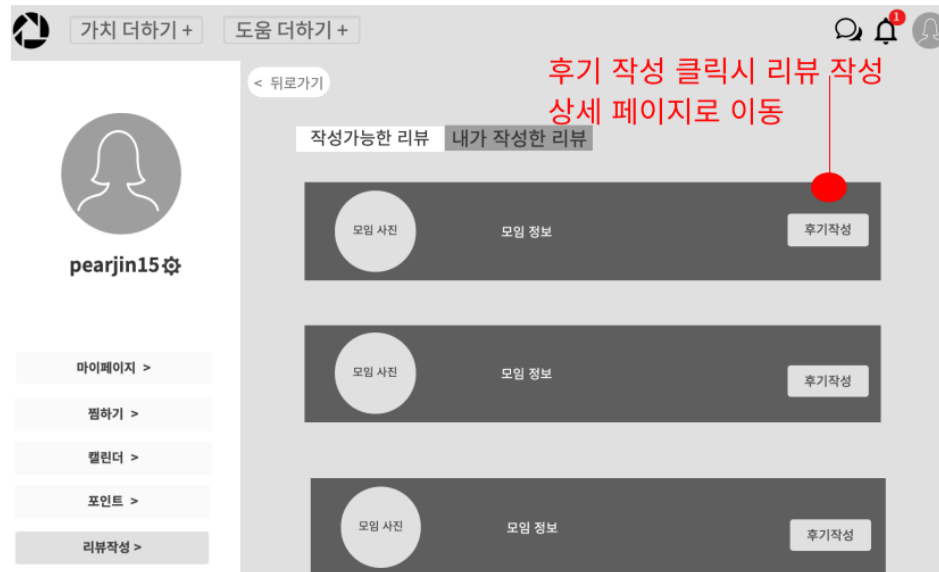 가치 더하기 +
도움 더하기 +
1
< 뒤로가기
후기 작성 클릭시 리뷰 작성
상세 페이지로 이동
작성가능한 리뷰
내가 작성한 리뷰
pearjin15
마이페이지 >
찜하기 >
캘린더 >
포인트 >
리뷰작성 >
모임 사진
모임 정보
후기작성
모임 사진
모임 정보
후기작성
모임 사진
모임 정보
후기작성